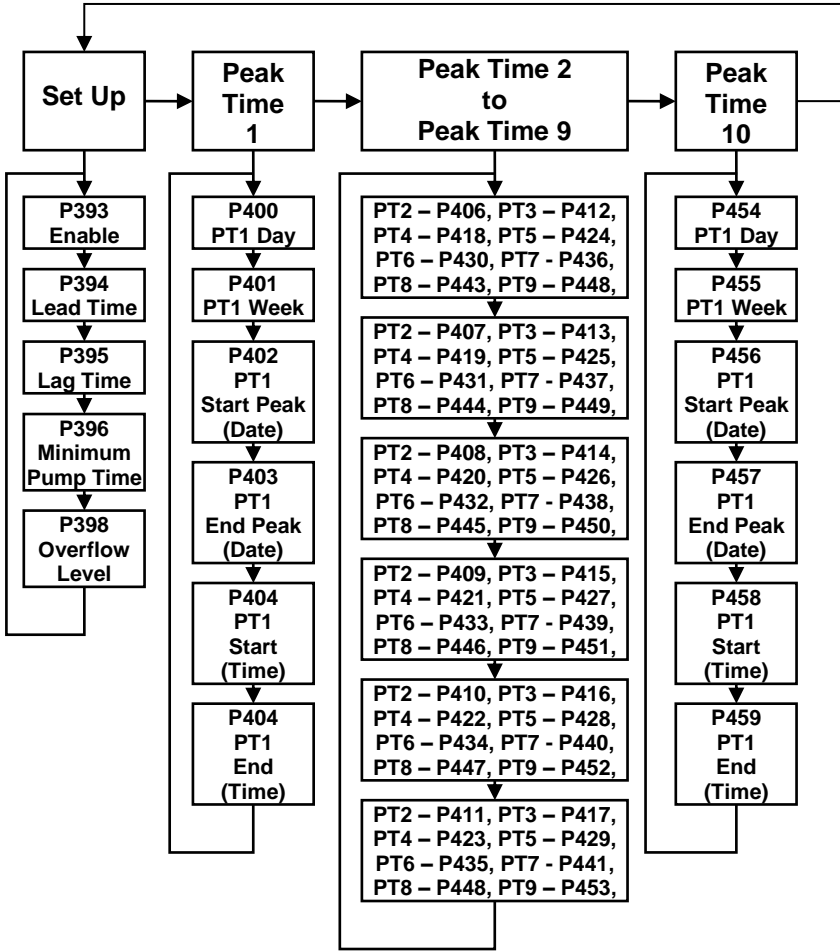 Set Up
Peak
Time
1
Peak Time 2
to
Peak Time 9
Peak
Time
10
P393
Enable
P394
Lead Time
P395
Lag Time
P396
Minimum
Pump Time
P398
Overflow
Level
P400
PT1 Day
P401
PT1 Week
P402
PT1
Start Peak
(Date)
P403
PT1
End Peak
(Date)
P404
PT1
Start
(Time)
P404
PT1
End
(Time)
PT2 – P406, PT3 – P412,
PT4 – P418, PT5 – P424,
PT6 – P430, PT7 - P436,
PT8 – P443, PT9 – P448,
PT2 – P407, PT3 – P413,
PT4 – P419, PT5 – P425,
PT6 – P431, PT7 - P437,
PT8 – P444, PT9 – P449,
PT2 – P408, PT3 – P414,
PT4 – P420, PT5 – P426,
PT6 – P432, PT7 - P438,
PT8 – P445, PT9 – P450,
PT2 – P409, PT3 – P415,
PT4 – P421, PT5 – P427,
PT6 – P433, PT7 - P439,
PT8 – P446, PT9 – P451,
PT2 – P410, PT3 – P416,
PT4 – P422, PT5 – P428,
PT6 – P434, PT7 - P440,
PT8 – P447, PT9 – P452,
PT2 – P411, PT3 – P417,
PT4 – P423, PT5 – P429,
PT6 – P435, PT7 - P441,
PT8 – P448, PT9 – P453,
P454
PT1 Day
P455
PT1 Week
P456
PT1
Start Peak
(Date)
P457
PT1
End Peak
(Date)
P458
PT1
Start
(Time)
P459
PT1
End
(Time)